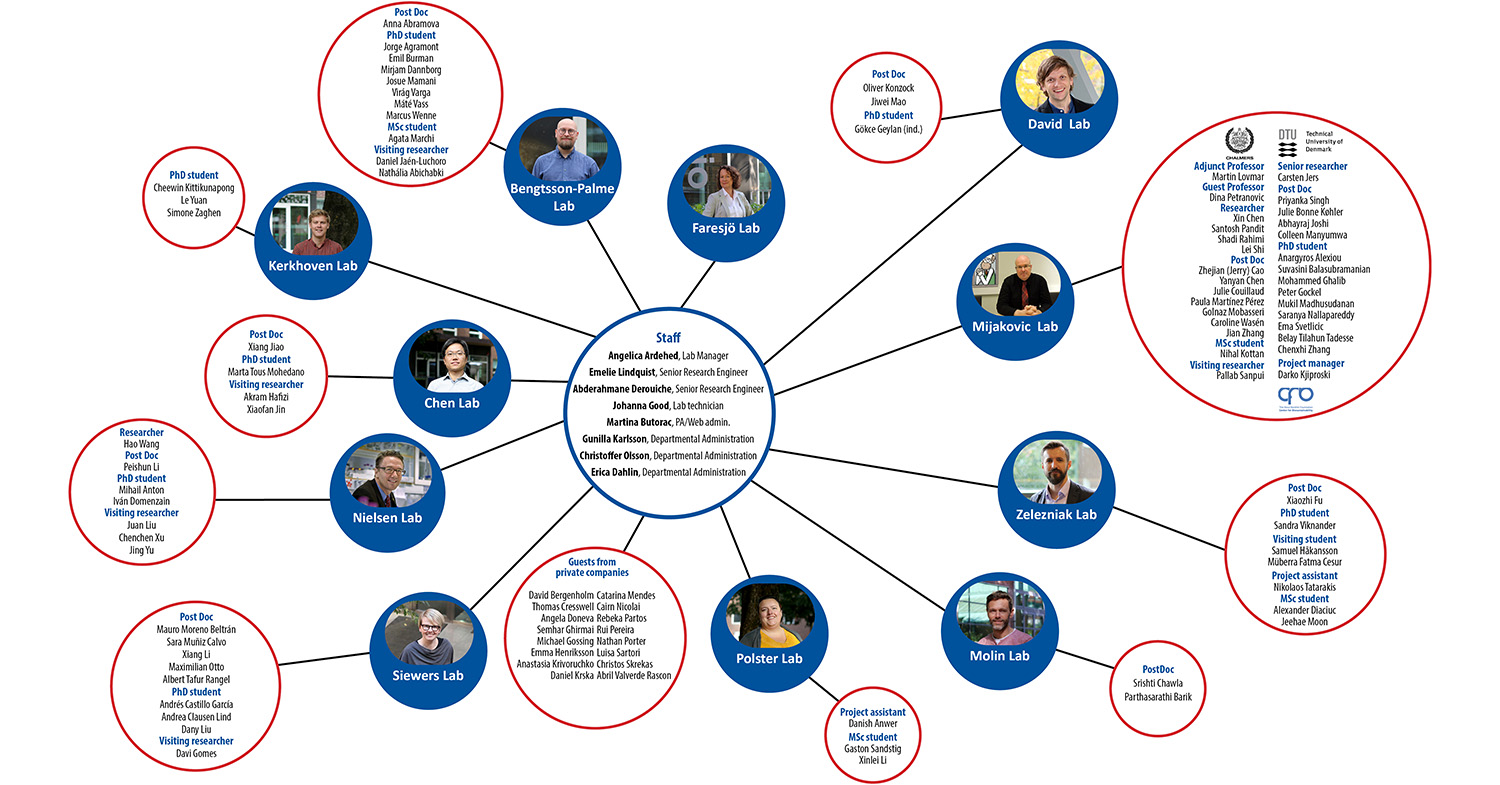 Post Doc
Anna Abramova
PhD student
Jorge Agramont
Emil Burman
Mirjam Dannborg
Josue Mamani
Virág Varga
Máté Vass
Marcus Wenne
MSc student
Agata Marchi
Visiting researcher
Daniel Jaén-Luchoro
Nathália Abichabki
Bengtsson-Palme
Lab
Faresjö Lab
Post Doc
Oliver Konzock
Jiwei Mao
PhD student
Gökce Geylan (ind.)
David Lab
PhD student
Cheewin Kittikunapong
Le Yuan
Simone Zaghen
Kerkhoven Lab
CHALMERS
Adjunct Professor
Martin Lovmar
Guest Professor
Dina Petranovic
Researcher
Xin Chen
Santosh Pandit
Shadi Rahimi
Lei Shi
Post Doc
Zhejian (Jerry) Cao
Yanyan Chen
Julie Couillaud
Paula Martínez Pérez
Golnaz Mobasseri
Caroline Wasén
Jian Zhang
MSc student
Nihal Kottan
Visiting researcher
Pallab Sanpui
DTU
Technical
University of
Denmark
Senior researcher
Carsten Jers
Post Doc
Priyanka Singh
Julie Bonne Køhler
Abhayraj Joshi
Colleen Manyumwa
PhD student
Anargyros Alexiou
Suvasini Balasubramanian
Mohammed Ghalib
Peter Gockel
Mukil Madhusudanan
Saranya Nallapareddy
Ema Svetlicic
Belay Tilahun Tadesse
Chenxhi Zhang
Project manager
Darko Kjiproski
Mijakovic Lab
Post Doc
Xiang Jiao
PhD student
Marta Tous Mohedano
Visiting researcher
Akram Hafizi
Xiaofan Jin
Chen Lab
Staff
Angelica Ardehed, Lab Manager
Emelie Lindquist, Senior Research Engineer
Abderahmane Derouiche, Senior Research Engineer
Johanna Good, Lab technician
Martina Butorac, PA/Web admin.
Gunilla Karlsson, Departmental Administration
Christoffer Olsson, Departmental Administration
Erica Dahlin, Departmental Administration
Researcher
Hao Wang
Post Doc
Peishun Li
PhD student
Mihail Anton
Iván Domenzain
Visiting researcher
Juan Liu
Chenchen Xu
Jing Yu
Nielsen Lab
Zelezniak Lab
Post Doc
Xiaozhi Fu
PhD student
Sandra Viknander
Visiting student
Samuel Håkansson
Müberra Fatma Cesur
Project assistant
Nikolaos Tatarakis
MSc student
Alexander Diaciuc
Jeehae Moon
Post Doc
Mauro Moreno Beltrán
Sara Muñiz Calvo
Xiang Li
Maximilian Otto
Albert Tafur Rangel
PhD student
Andrés Castillo García
Andrea Clausen Lind
Dany Liu
Visiting researcher
Davi Gomes
Siewers Lab
Guests from
private companies
David Bergenholm Catarina Mendes
Thomas Cresswell Cairn Nicolai
Angela Doneva Rebeka Partos
Semhar Ghirmai Rui Pereira
Michael Gossing Nathan Porter
Emma Henriksson Luisa Sartori
Anastasia Krivoruchko Christos Skrekas
Daniel Krska Abril Valverde Rascon
Polster Lab
Project assistant
Danish Anwer
MSc student
Gaston Sandstig
Xinlei Li
Molin Lab
PostDoc
Srishti Chawla
Parthasarathi Barik